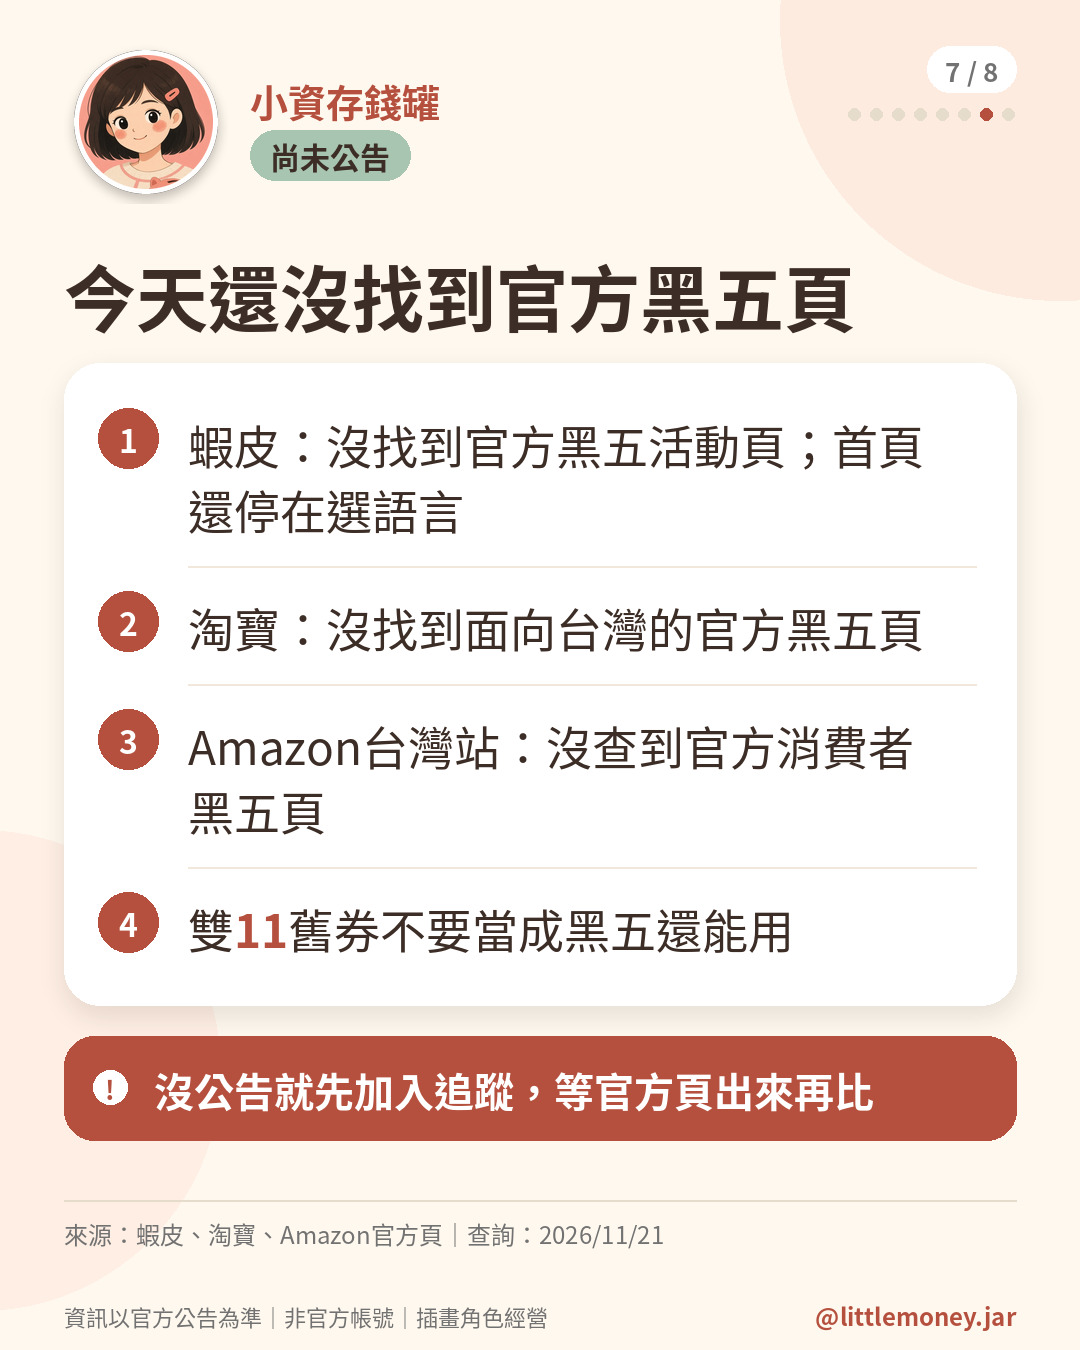 小資存錢罐
尚未公告
7 / 8
今天還沒找到官方黑五頁
1
蝦皮：沒找到官方黑五活動頁；首頁
還停在選語言
2
淘寶：沒找到面向台灣的官方黑五頁
3
Amazon台灣站：沒查到官方消費者
黑五頁
4
雙11舊券不要當成黑五還能用
! 沒公告就先加入追蹤，等官方頁出來再比
來源：蝦皮、淘寶、Amazon官方頁｜查詢：2026/11/21
資訊以官方公告為準｜非官方帳號｜插畫角色經營
@littlemoney.jar